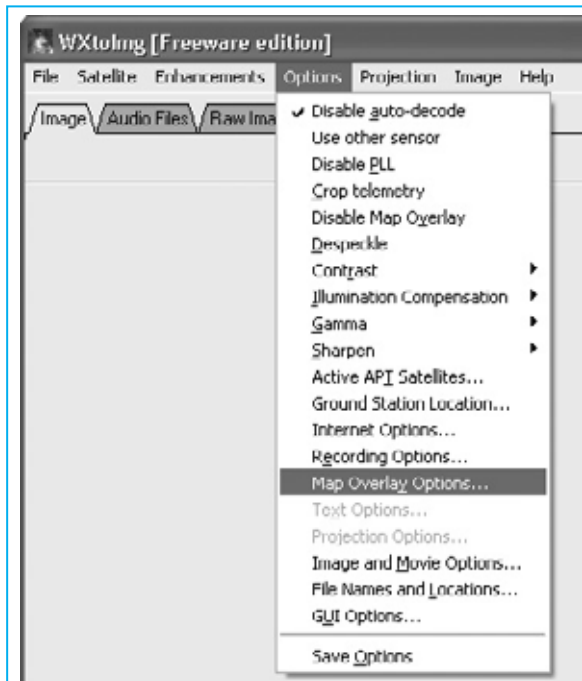 WXtoImg [Freeware edition]
File Satellite Enhancements Options Projection Image Help
Image Audio Files Raw Ima
Disable auto-decode
Use other sensor
Disable PLL
Crop telemetry
Disable Map Overlay
Despeckle
Contrast
Illumination Compensation
Gamma
Sharpen
Active APT Satellites...
Ground Station Location...
Internet Options...
Recording Options...
Map Overlay Options...
Text Options...
Projection Options...
Image and Movie Options...
File Names and Locations...
GUI Options...
Save Options